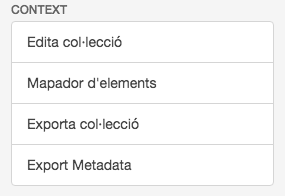 CONTEXT
Edita col·lecció
Mapador d'elements
Exporta col·lecció
Export Metadata